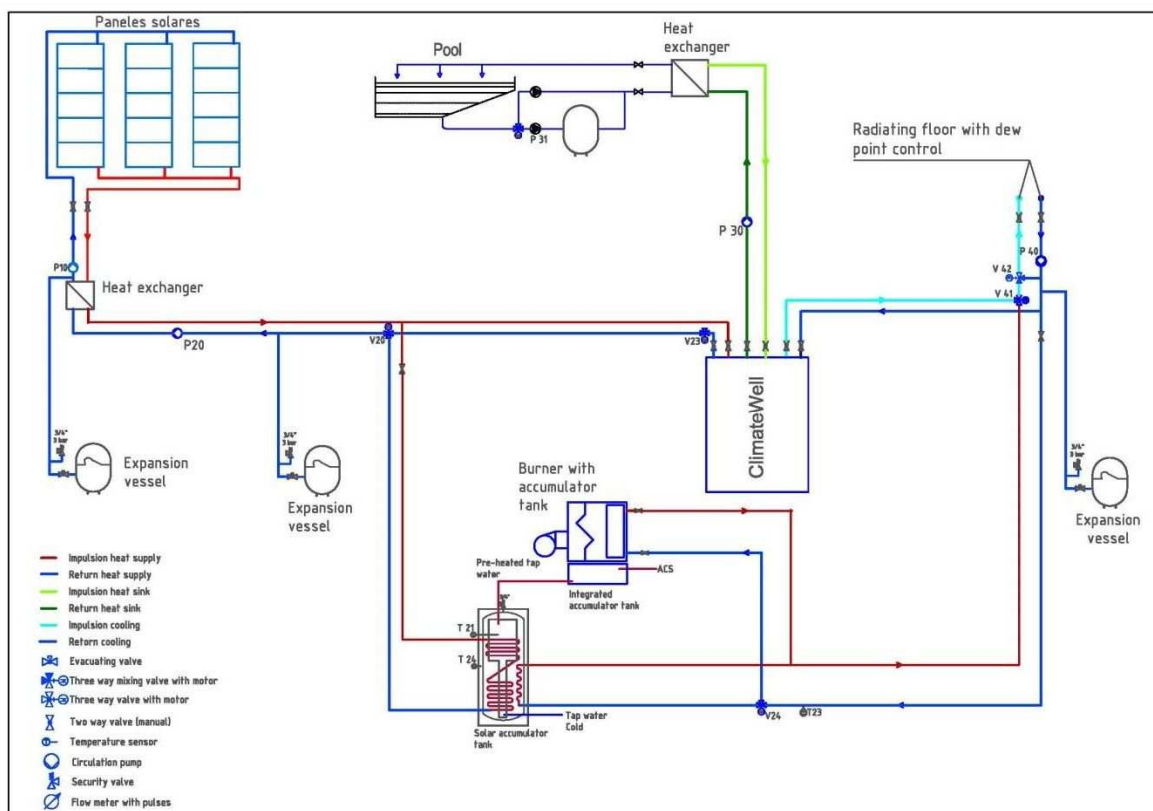 Paneles solares
Pool
Heat
exchanger
P 31
Radiating floor with dew
point control
P 30
P 40
V 42
V 41
P10
Heat exchanger
P20
V20
V23
ClimateWell
3/4"
3 bar
Expansion
vessel
3/4"
3 bar
Expansion
vessel
3/4"
3 bar
Expansion
vessel
Burner with
accumulator
tank
Pre-heated tap
water
ACS
Integrated
accumulator tank
T 21
T 24
Tap water
Cold
V24
T23
Solar accumulator
tank
Impulsion heat supply
Return heat supply
Impulsion heat sink
Return heat sink
Impulsion cooling
Retorn cooling
Evacuating valve
Three way mixing valve with motor
Three way valve with motor
Two way valve (manual)
Temperature sensor
Circulation pump
Security valve
Flow meter with pulses